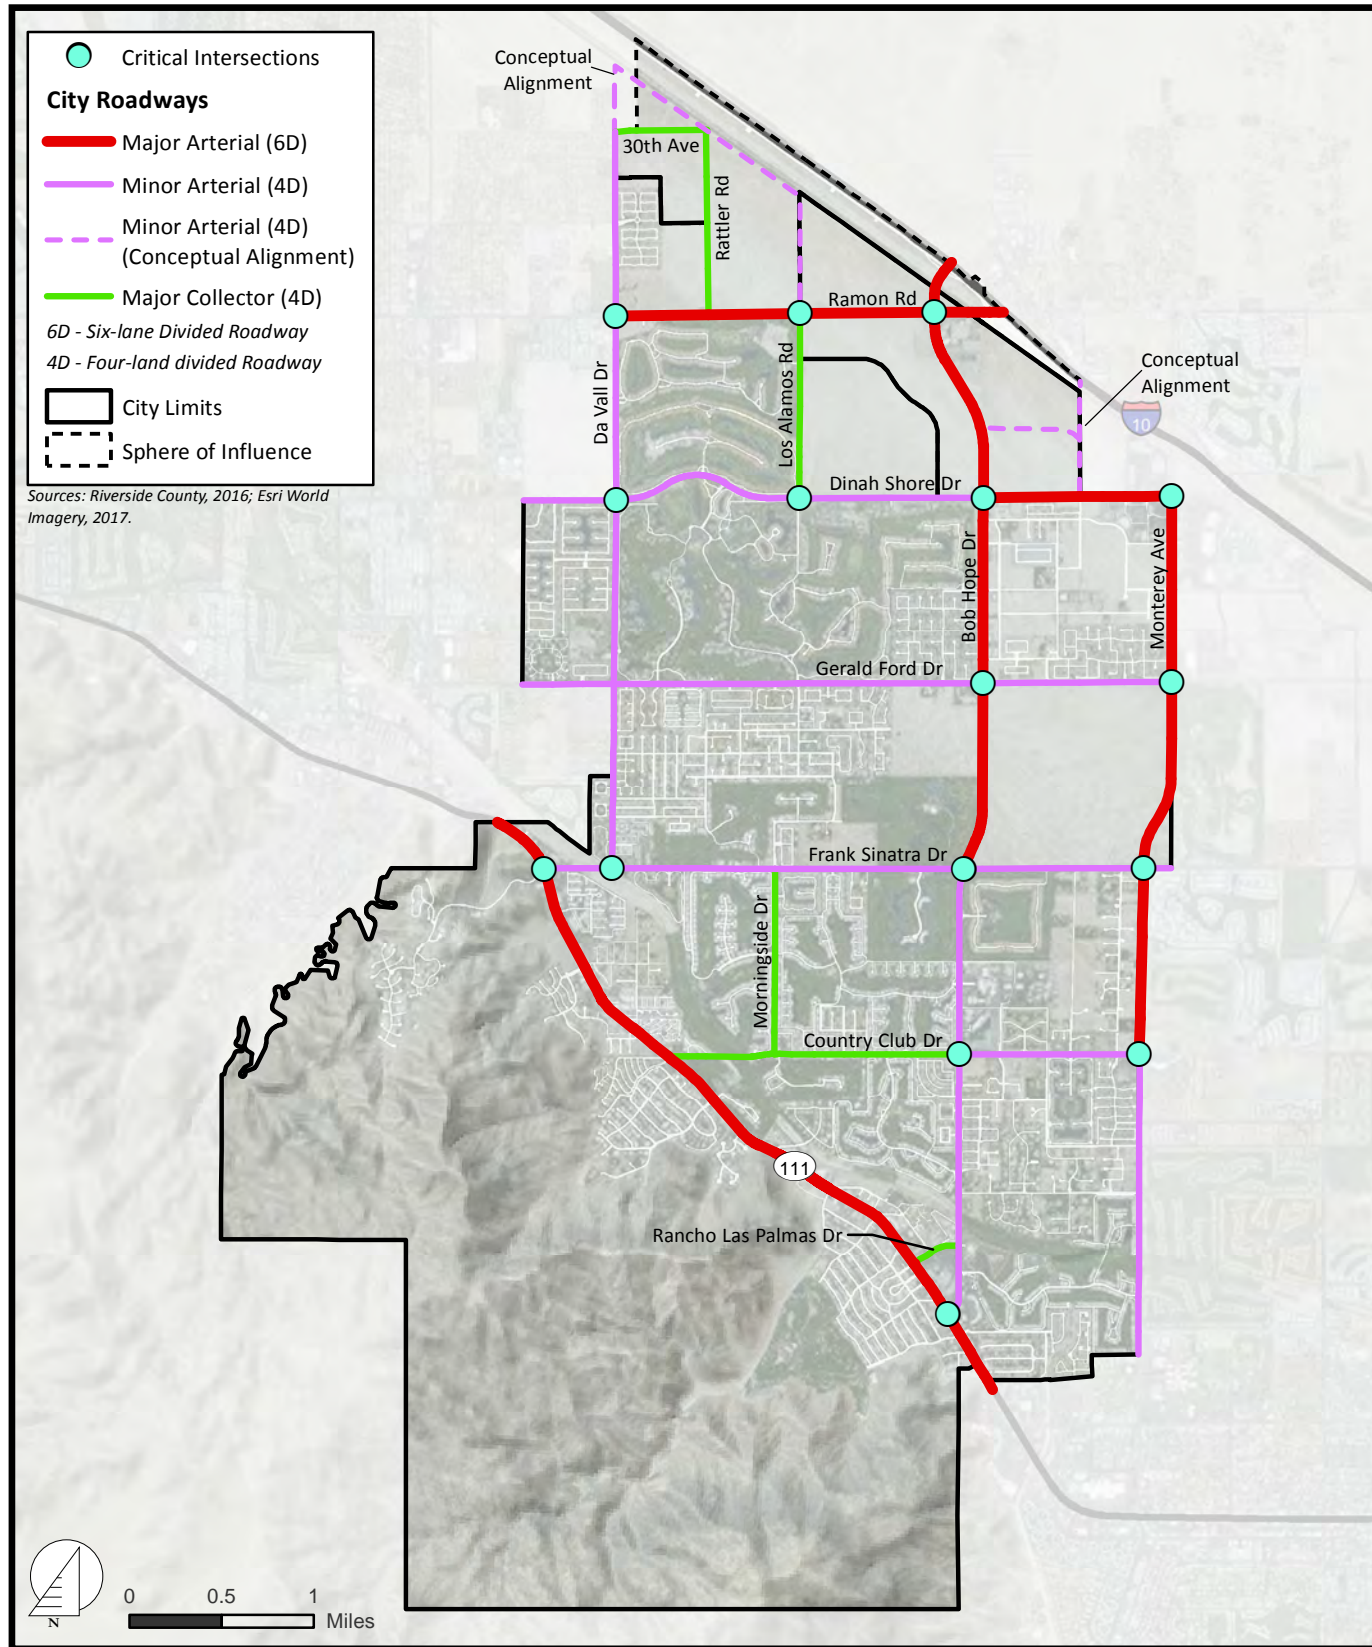 Critical Intersections
City Roadways
Major Arterial (6D)
Minor Arterial (4D)
Minor Arterial (4D)
(Conceptual Alignment)
Major Collector (4D)
6D - Six-lane Divided Roadway
4D - Four-land divided Roadway
City Limits
Sphere of Influence
Sources: Riverside County, 2016; Esri World
Imagery, 2017.
Conceptual
Alignment
30th Ave
Rattler Rd
Ramon Rd
Conceptual
Alignment
10
Da Vall Dr
Los Alamos Rd
Dinah Shore Dr
Bob Hope Dr
Monterey Ave
Gerald Ford Dr
Frank Sinatra Dr
Morningside Dr
Country Club Dr
111
Rancho Las Palmas Dr
N
0 0.5 1
Miles